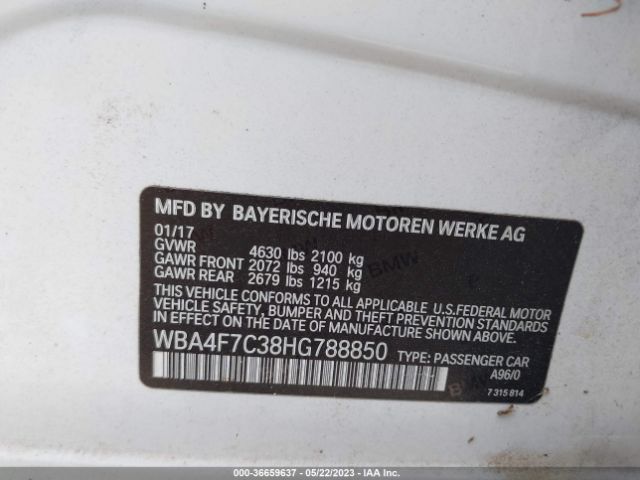 MFD BY BAYERISCHE MOTOREN WERKE AG
01/17
GVWR 4630 lbs 2100 kg
GAWR FRONT 2072 lbs 940 kg
GAWR REAR 2679 lbs 1215 kg
THIS VEHICLE CONFORMS TO ALL APPLICABLE U.S.FEDERAL MOTOR
VEHICLE SAFETY, BUMPER AND THEFT PREVENTION STANDARDS
IN EFFECT ON THE DATE OF MANUFACTURE SHOWN ABOVE.
WBA4F7C38HG788850 TYPE: PASSENGER CAR
A96/0
7 315 814
000-36659637 - 05/22/2023 - IAA Inc.